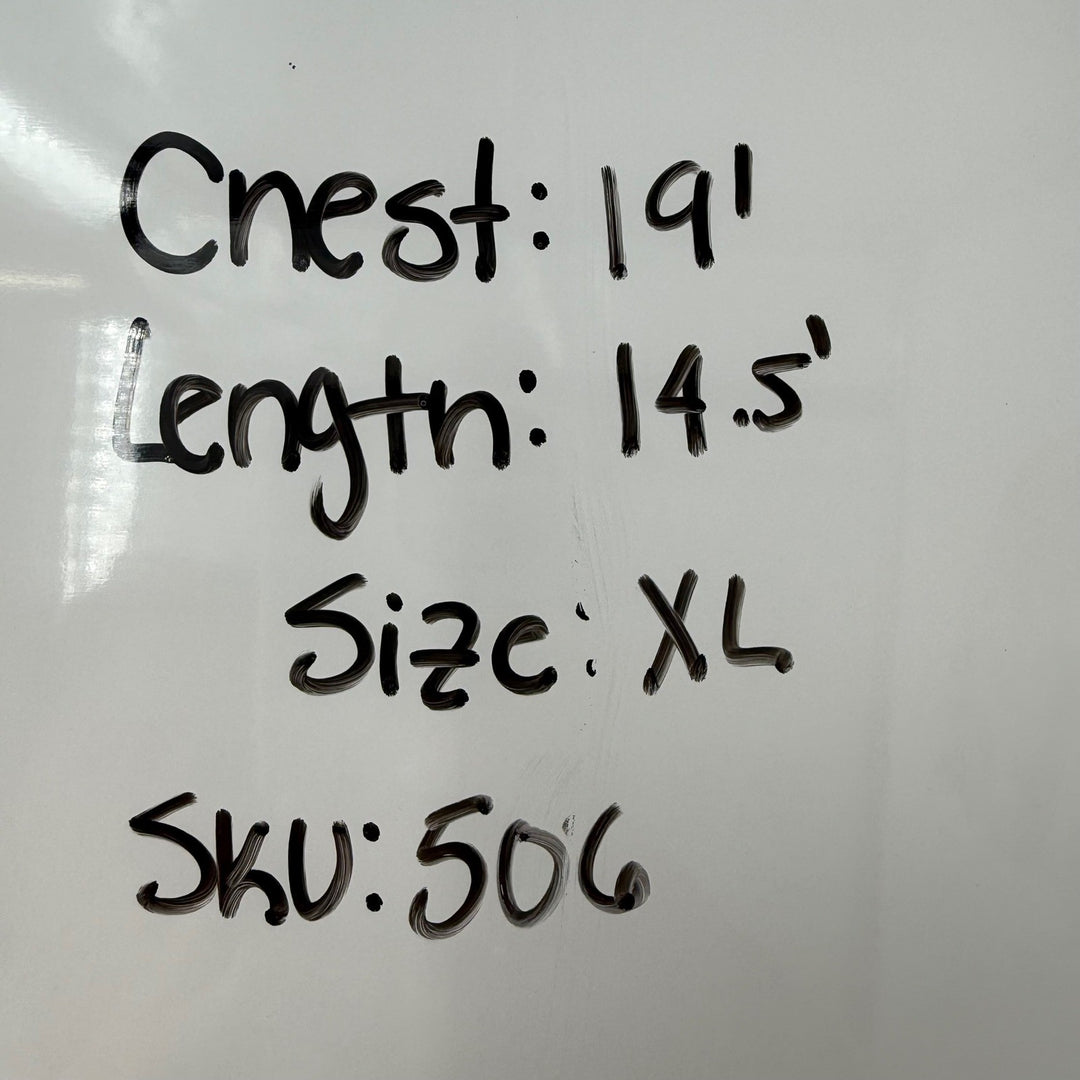 Chest: 19'
Length: 14.5'
Size: XL
SKU: 506